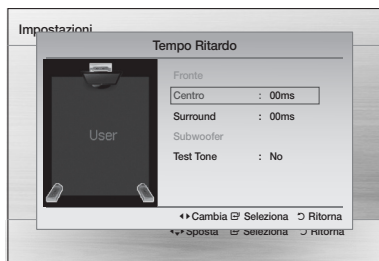 Impostazioni
Tempo Ritardo
Fronte
Centro : 00ms
Surround : 00ms
Subwoofer
Test Tone : No
User
Cambia Seleziona Ritorna
Sposta Seleziona Ritorna